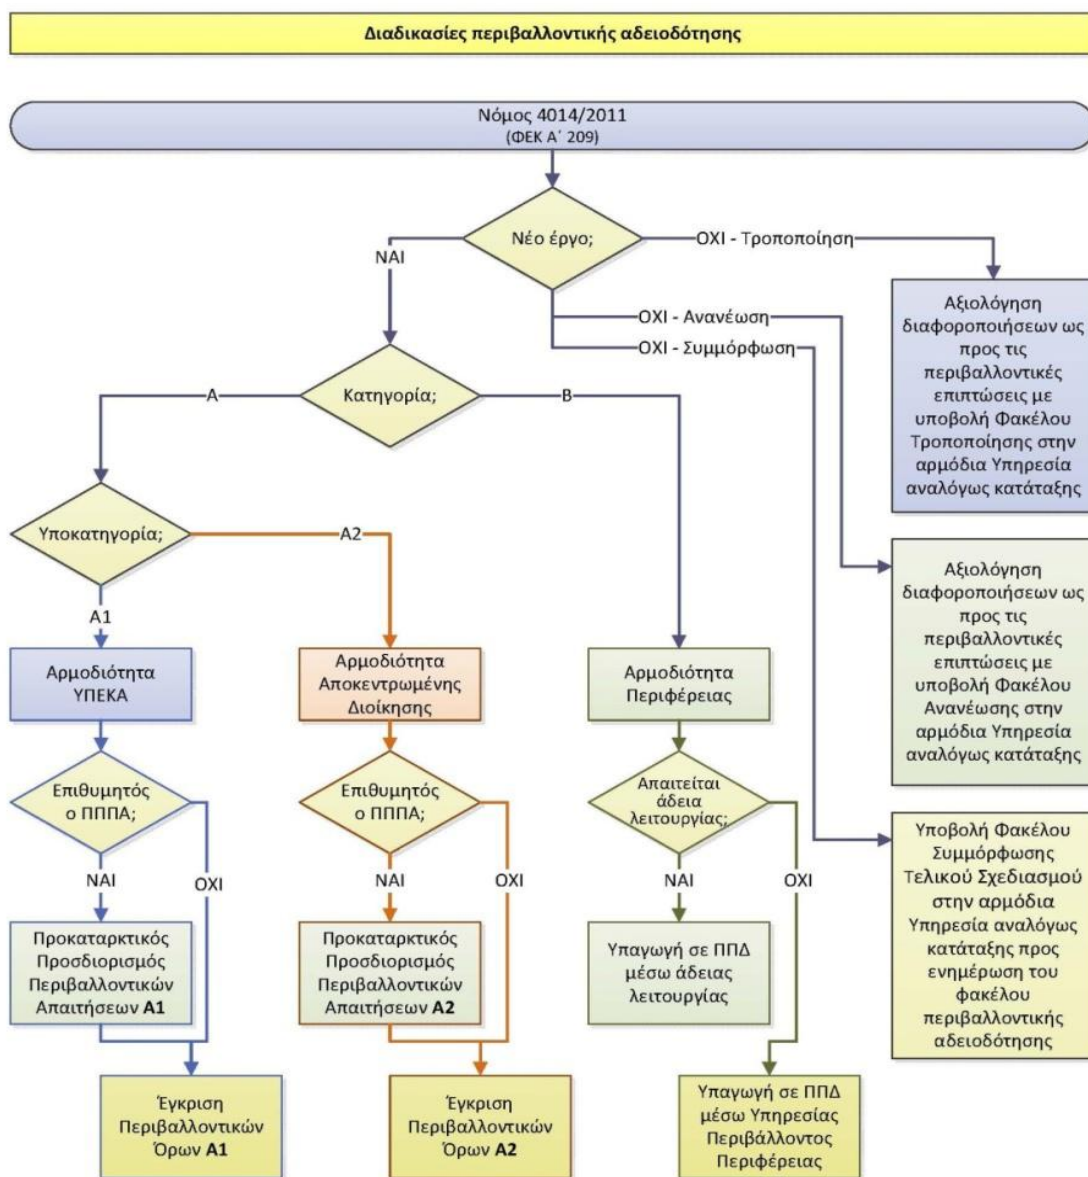 Διαδικασίες περιβαλλοντικής αδειοδότησης
Νόμος 4014/2011
(ΦΕΚ Α΄ 209)
Νέο έργο;
ΟΧΙ - Τροποποίηση
ΝΑΙ
ΟΧΙ - Ανανέωση
ΟΧΙ - Συμμόρφωση
Αξιολόγηση
διαφοροποιήσεων ως
προς τις
περιβαλλοντικές
επιπτώσεις με
υποβολή Φακέλου
Τροποποίησης στην
αρμόδια Υπηρεσία
αναλόγως κατάταξης
Κατηγορία;
Α
Β
Υποκατηγορία;
Α2
Α1
Αξιολόγηση
διαφοροποιήσεων ως
προς τις
περιβαλλοντικές
επιπτώσεις με
υποβολή Φακέλου
Ανανέωσης στην
αρμόδια Υπηρεσία
αναλόγως κατάταξης
Αρμοδιότητα
ΥΠΕΚΑ
Αρμοδιότητα
Αποκεντρωμένης
Διοίκησης
Αρμοδιότητα
Περιφέρειας
Επιθυμητός
ο ΠΠΠΑ;
Επιθυμητός
ο ΠΠΠΑ;
Απαιτείται
άδεια
λειτουργίας;
ΝΑΙ
ΟΧΙ
ΝΑΙ
ΟΧΙ
ΝΑΙ
ΟΧΙ
Υποβολή Φακέλου
Συμμόρφωσης
Τελικού Σχεδιασμού
στην αρμόδια
Υπηρεσία αναλόγως
κατάταξης προς
ενημέρωση του
φακέλου
περιβαλλοντικής
αδειοδότησης
Προκαταρκτικός
Προσδιορισμός
Περιβαλλοντικών
Απαιτήσεων Α1
Προκαταρκτικός
Προσδιορισμός
Περιβαλλοντικών
Απαιτήσεων Α2
Υπαγωγή σε ΠΠΔ
μέσω άδειας
λειτουργίας
Έγκριση
Περιβαλλοντικών
Όρων Α1
Έγκριση
Περιβαλλοντικών
Όρων Α2
Υπαγωγή σε ΠΠΔ
μέσω Υπηρεσίας
Περιβάλλοντος
Περιφέρειας